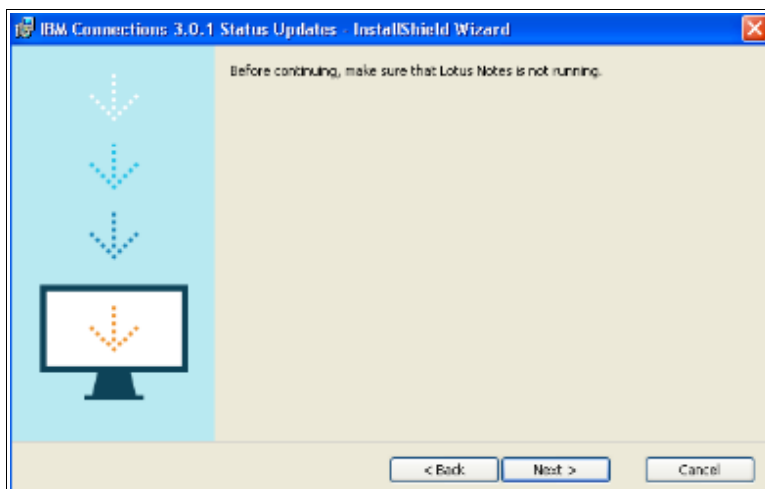 IBM Connections 3.0.1 Status Updates - InstallShield Wizard
Before continuing, make sure that Lotus Notes is not running.
< Back Next > Cancel